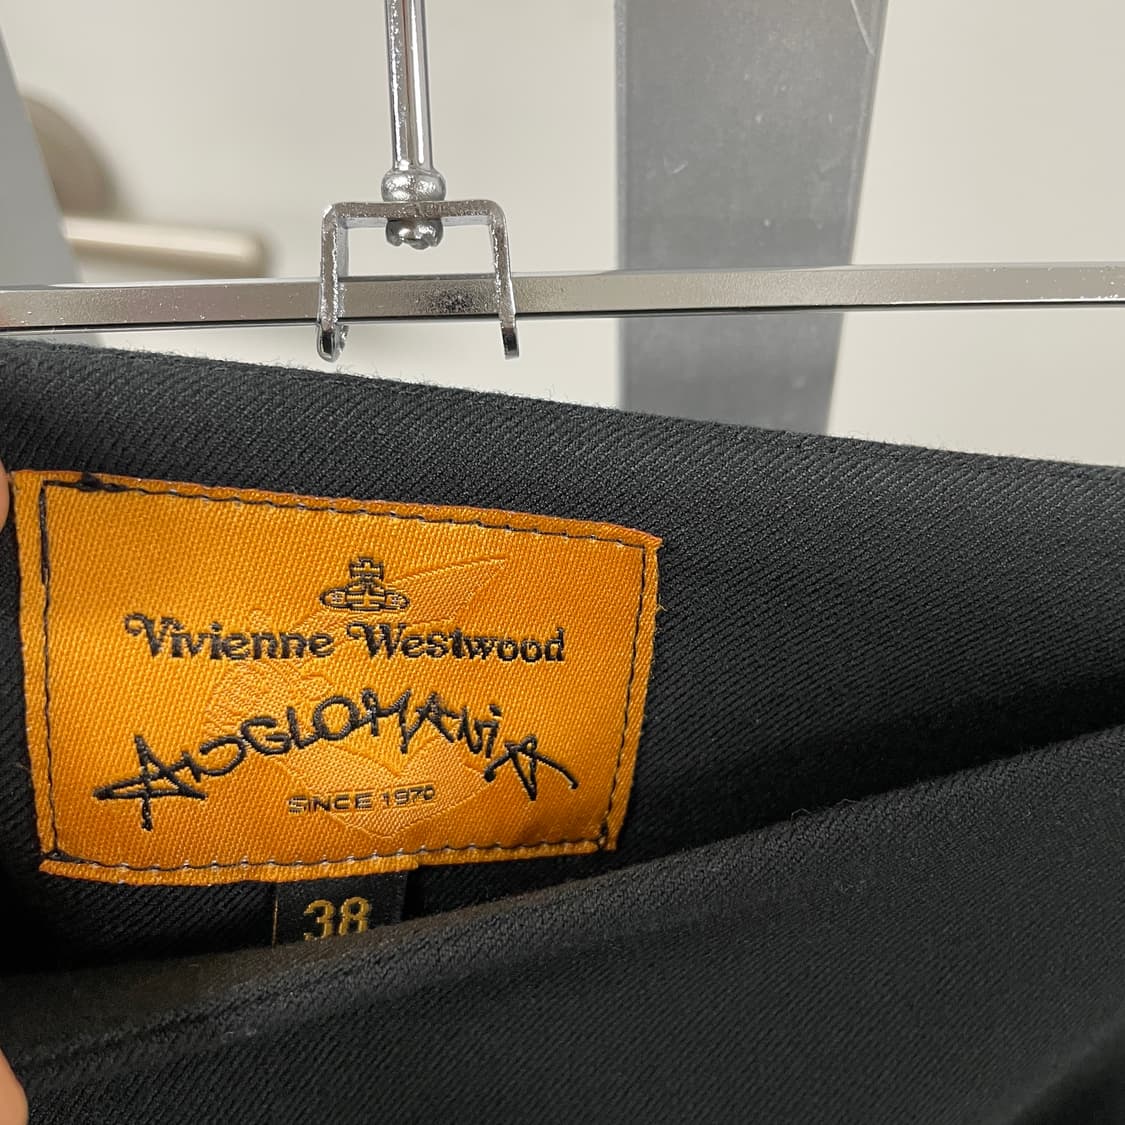 Vivienne Westwood
ANGLOMANiA
SINCE 1970
38